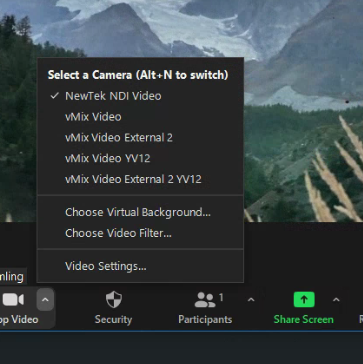 Select a Camera (Alt+N to switch)
NewTek NDI Video
vMix Video
vMix Video External 2
vMix Video YV12
vMix Video External 2 YV12
Choose Virtual Background...
Choose Video Filter...
Video Settings...
mling
op Video
Security
Participants
1
Share Screen